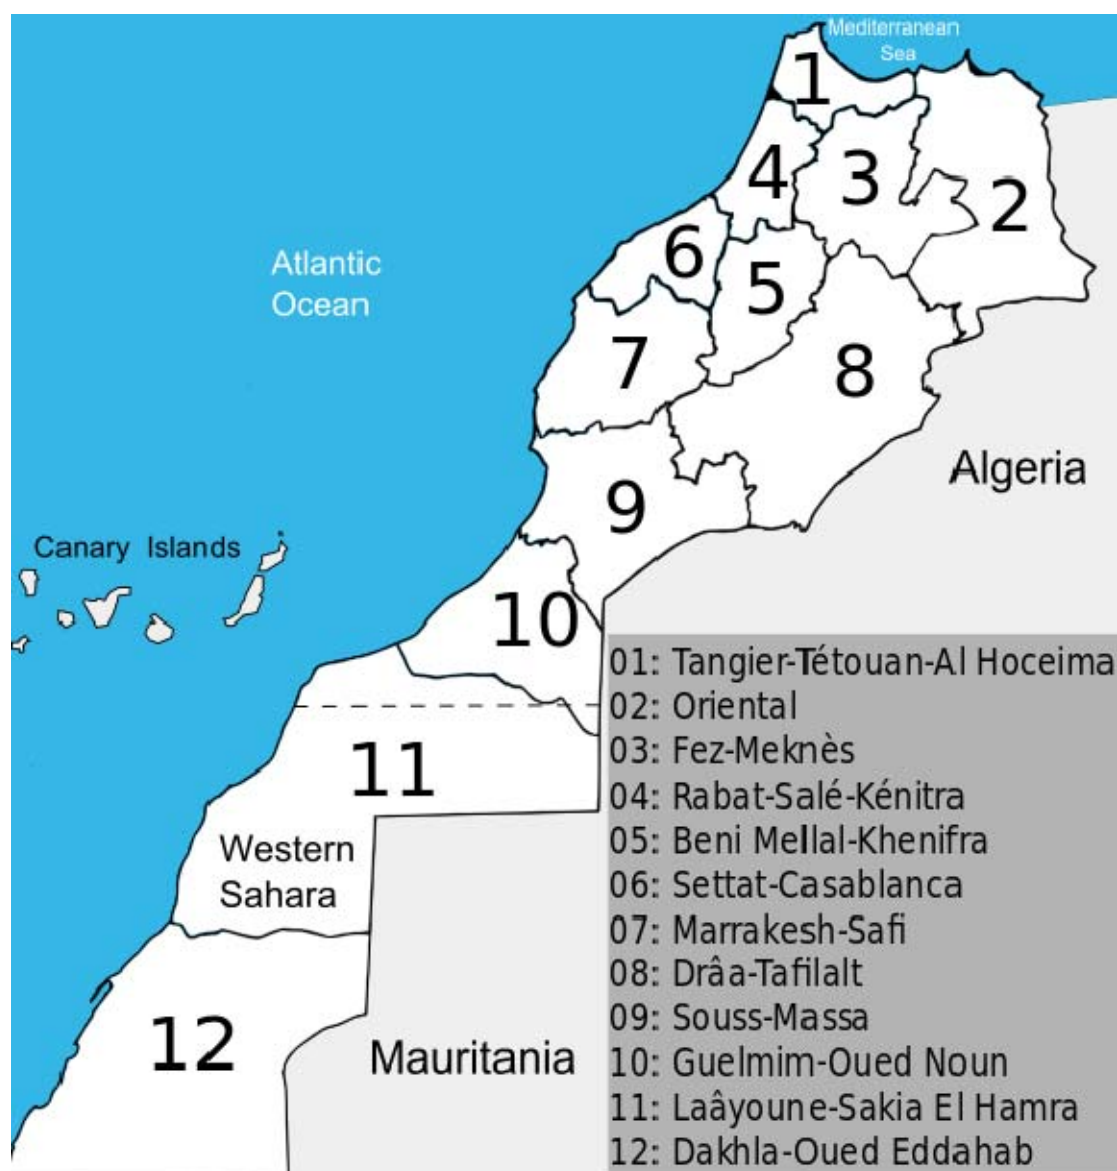 Mediterranean
Sea
1
4
3
2
6
5
Atlantic
Ocean
7
8
Algeria
9
Canary Islands
10
11
Western
Sahara
12
Mauritania
01: Tangier-Tétouan-Al Hoceima
02: Oriental
03: Fez-Meknès
04: Rabat-Salé-Kénitra
05: Beni Mellal-Khenifra
06: Settat-Casablanca
07: Marrakesh-Safi
08: Drâa-Tafilalt
09: Souss-Massa
10: Guelmim-Oued Noun
11: Laâyoune-Sakia El Hamra
12: Dakhla-Oued Eddahab